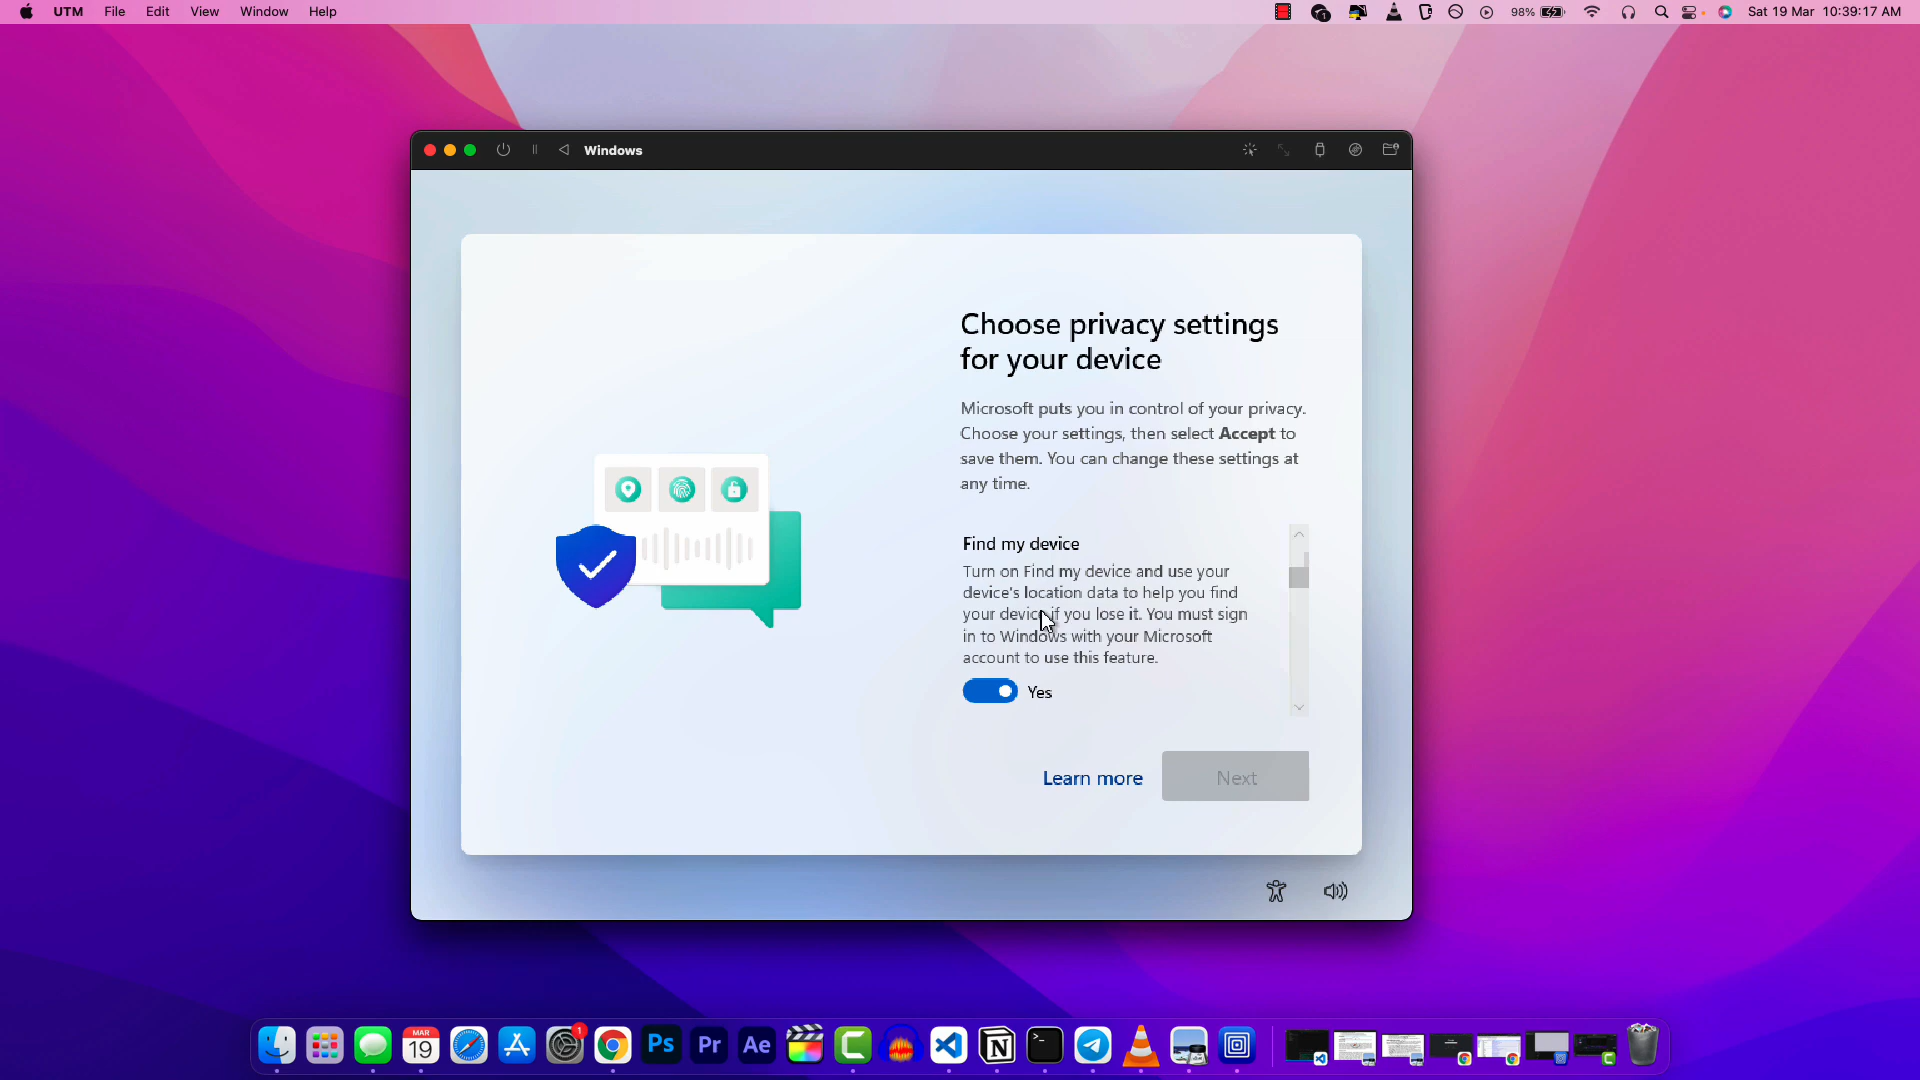 UTM File Edit View Window Help
98% Sat 19 Mar 10:39:17 AM
Windows
Choose privacy settings
for your device
Microsoft puts you in control of your privacy.
Choose your settings, then select Accept to
save them. You can change these settings at
any time.
Find my device
Turn on Find my device and use your
device's location data to help you find
your device if you lose it. You must sign
in to Windows with your Microsoft
account to use this feature.
Yes
Learn more Next
MAR
19
1
Ps Pr Ae